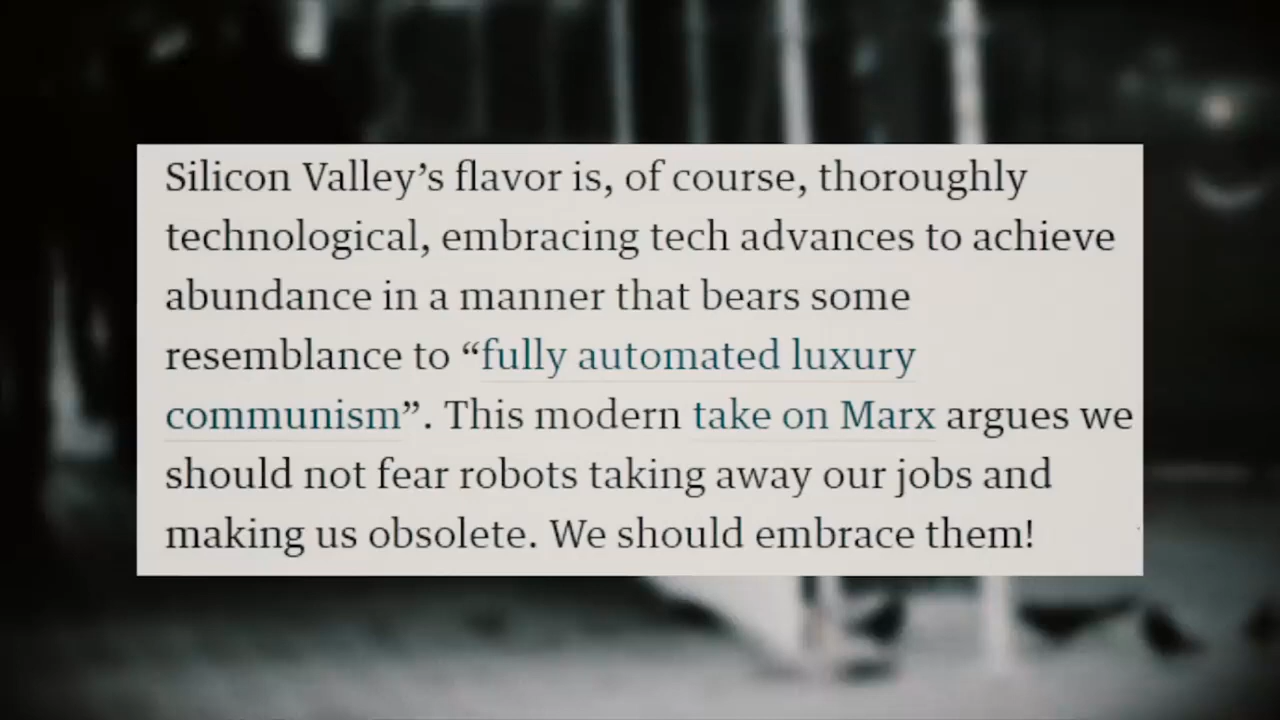 Silicon Valley’s flavor is, of course, thoroughly
technological, embracing tech advances to achieve
abundance in a manner that bears some
resemblance to “fully automated luxury
communism”. This modern take on Marx argues we
should not fear robots taking away our jobs and
making us obsolete. We should embrace them!